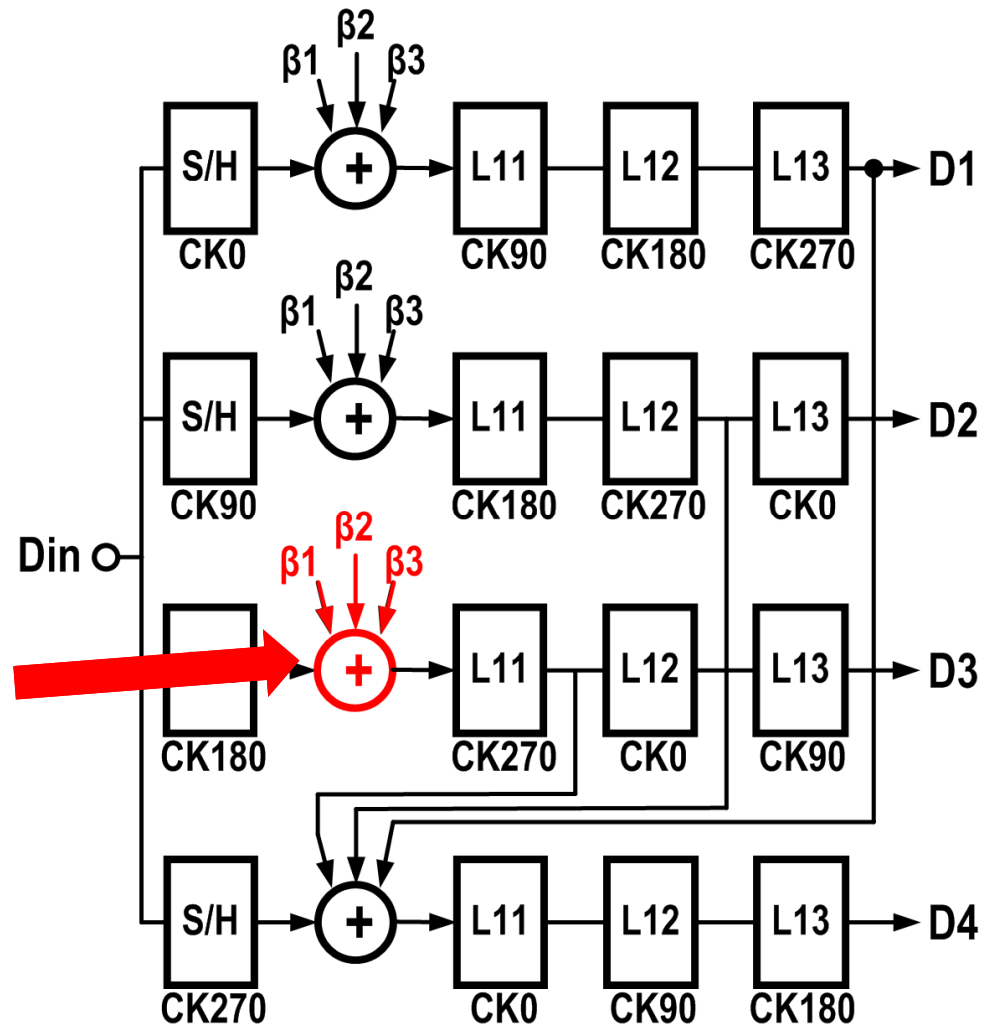 β2
β1 β3
S/H + L11 L12 L13 D1
CK0 CK90 CK180 CK270
β2
β1 β3
S/H + L11 L12 L13 D2
CK90 CK180 CK270 CK0
β2
Din β1 β3
+ L11 L12 L13 D3
CK180 CK270 CK0 CK90
S/H + L11 L12 L13 D4
CK270 CK0 CK90 CK180